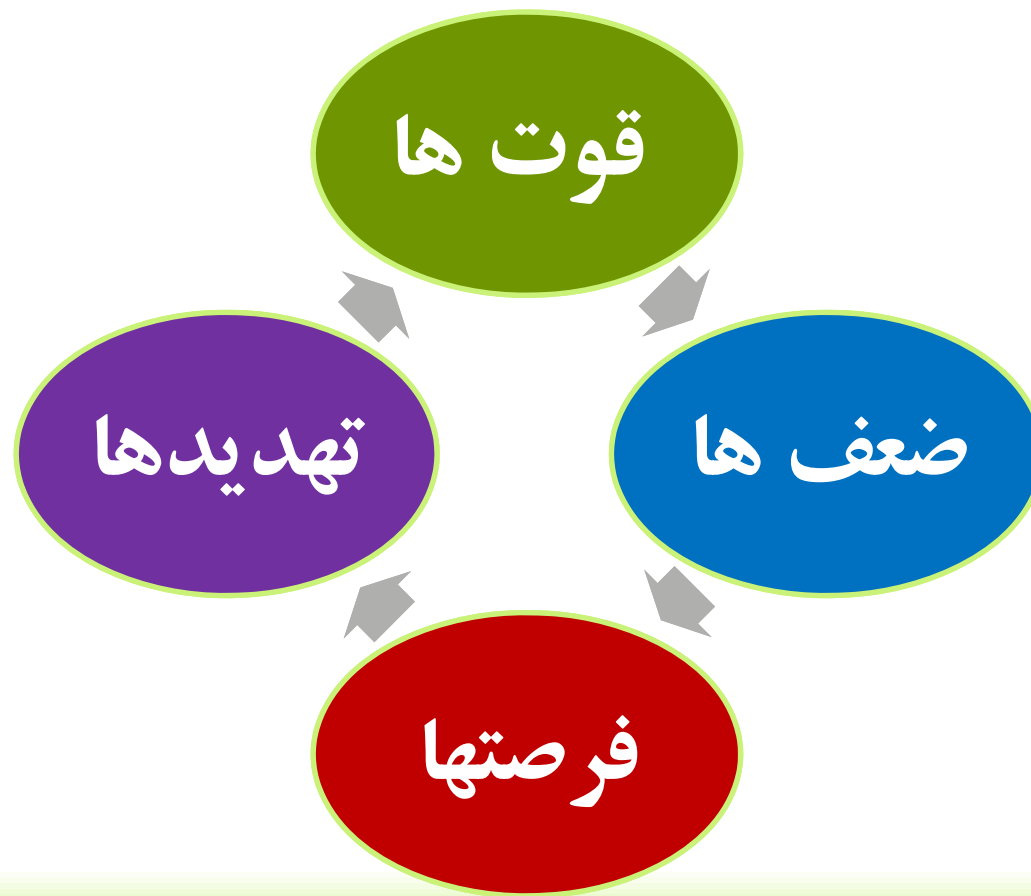 قوت ها
ضعف ها
فرصتها
تهدیدها